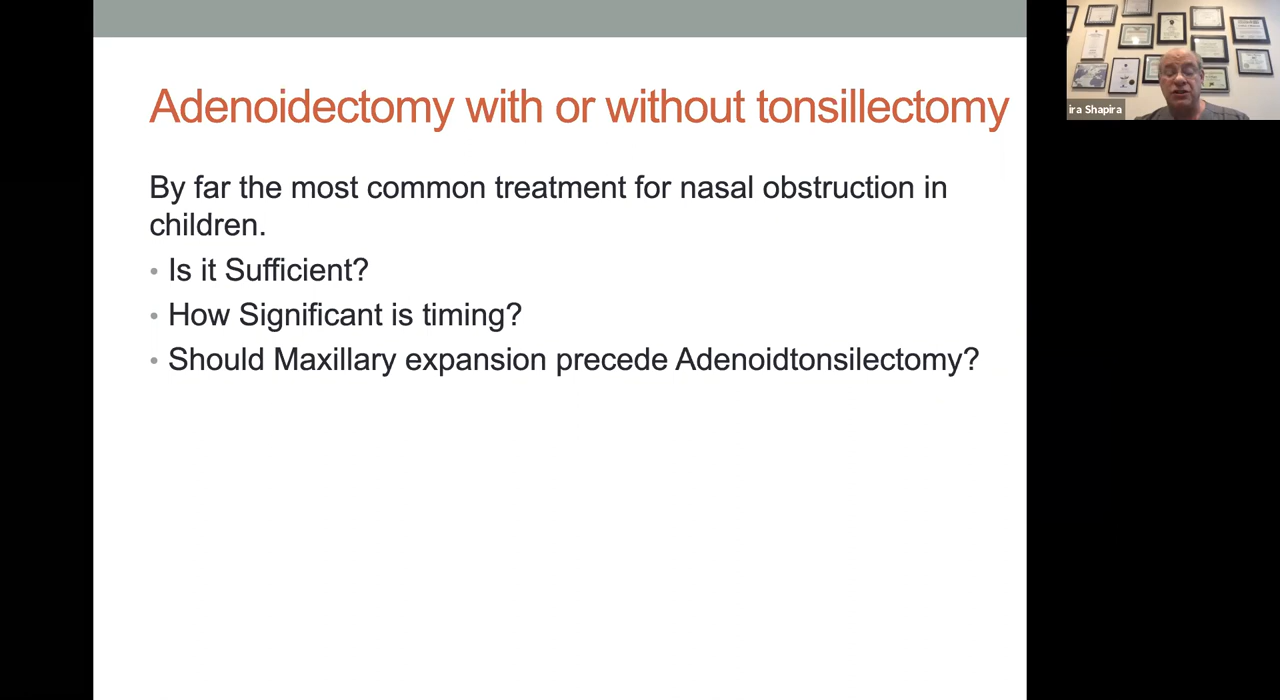 Adenoidectomy with or without tonsillectomy
By far the most common treatment for nasal obstruction in
children.
• Is it Sufficient?
• How Significant is timing?
• Should Maxillary expansion precede Adenoidtonsilectomy?
ira Shapira